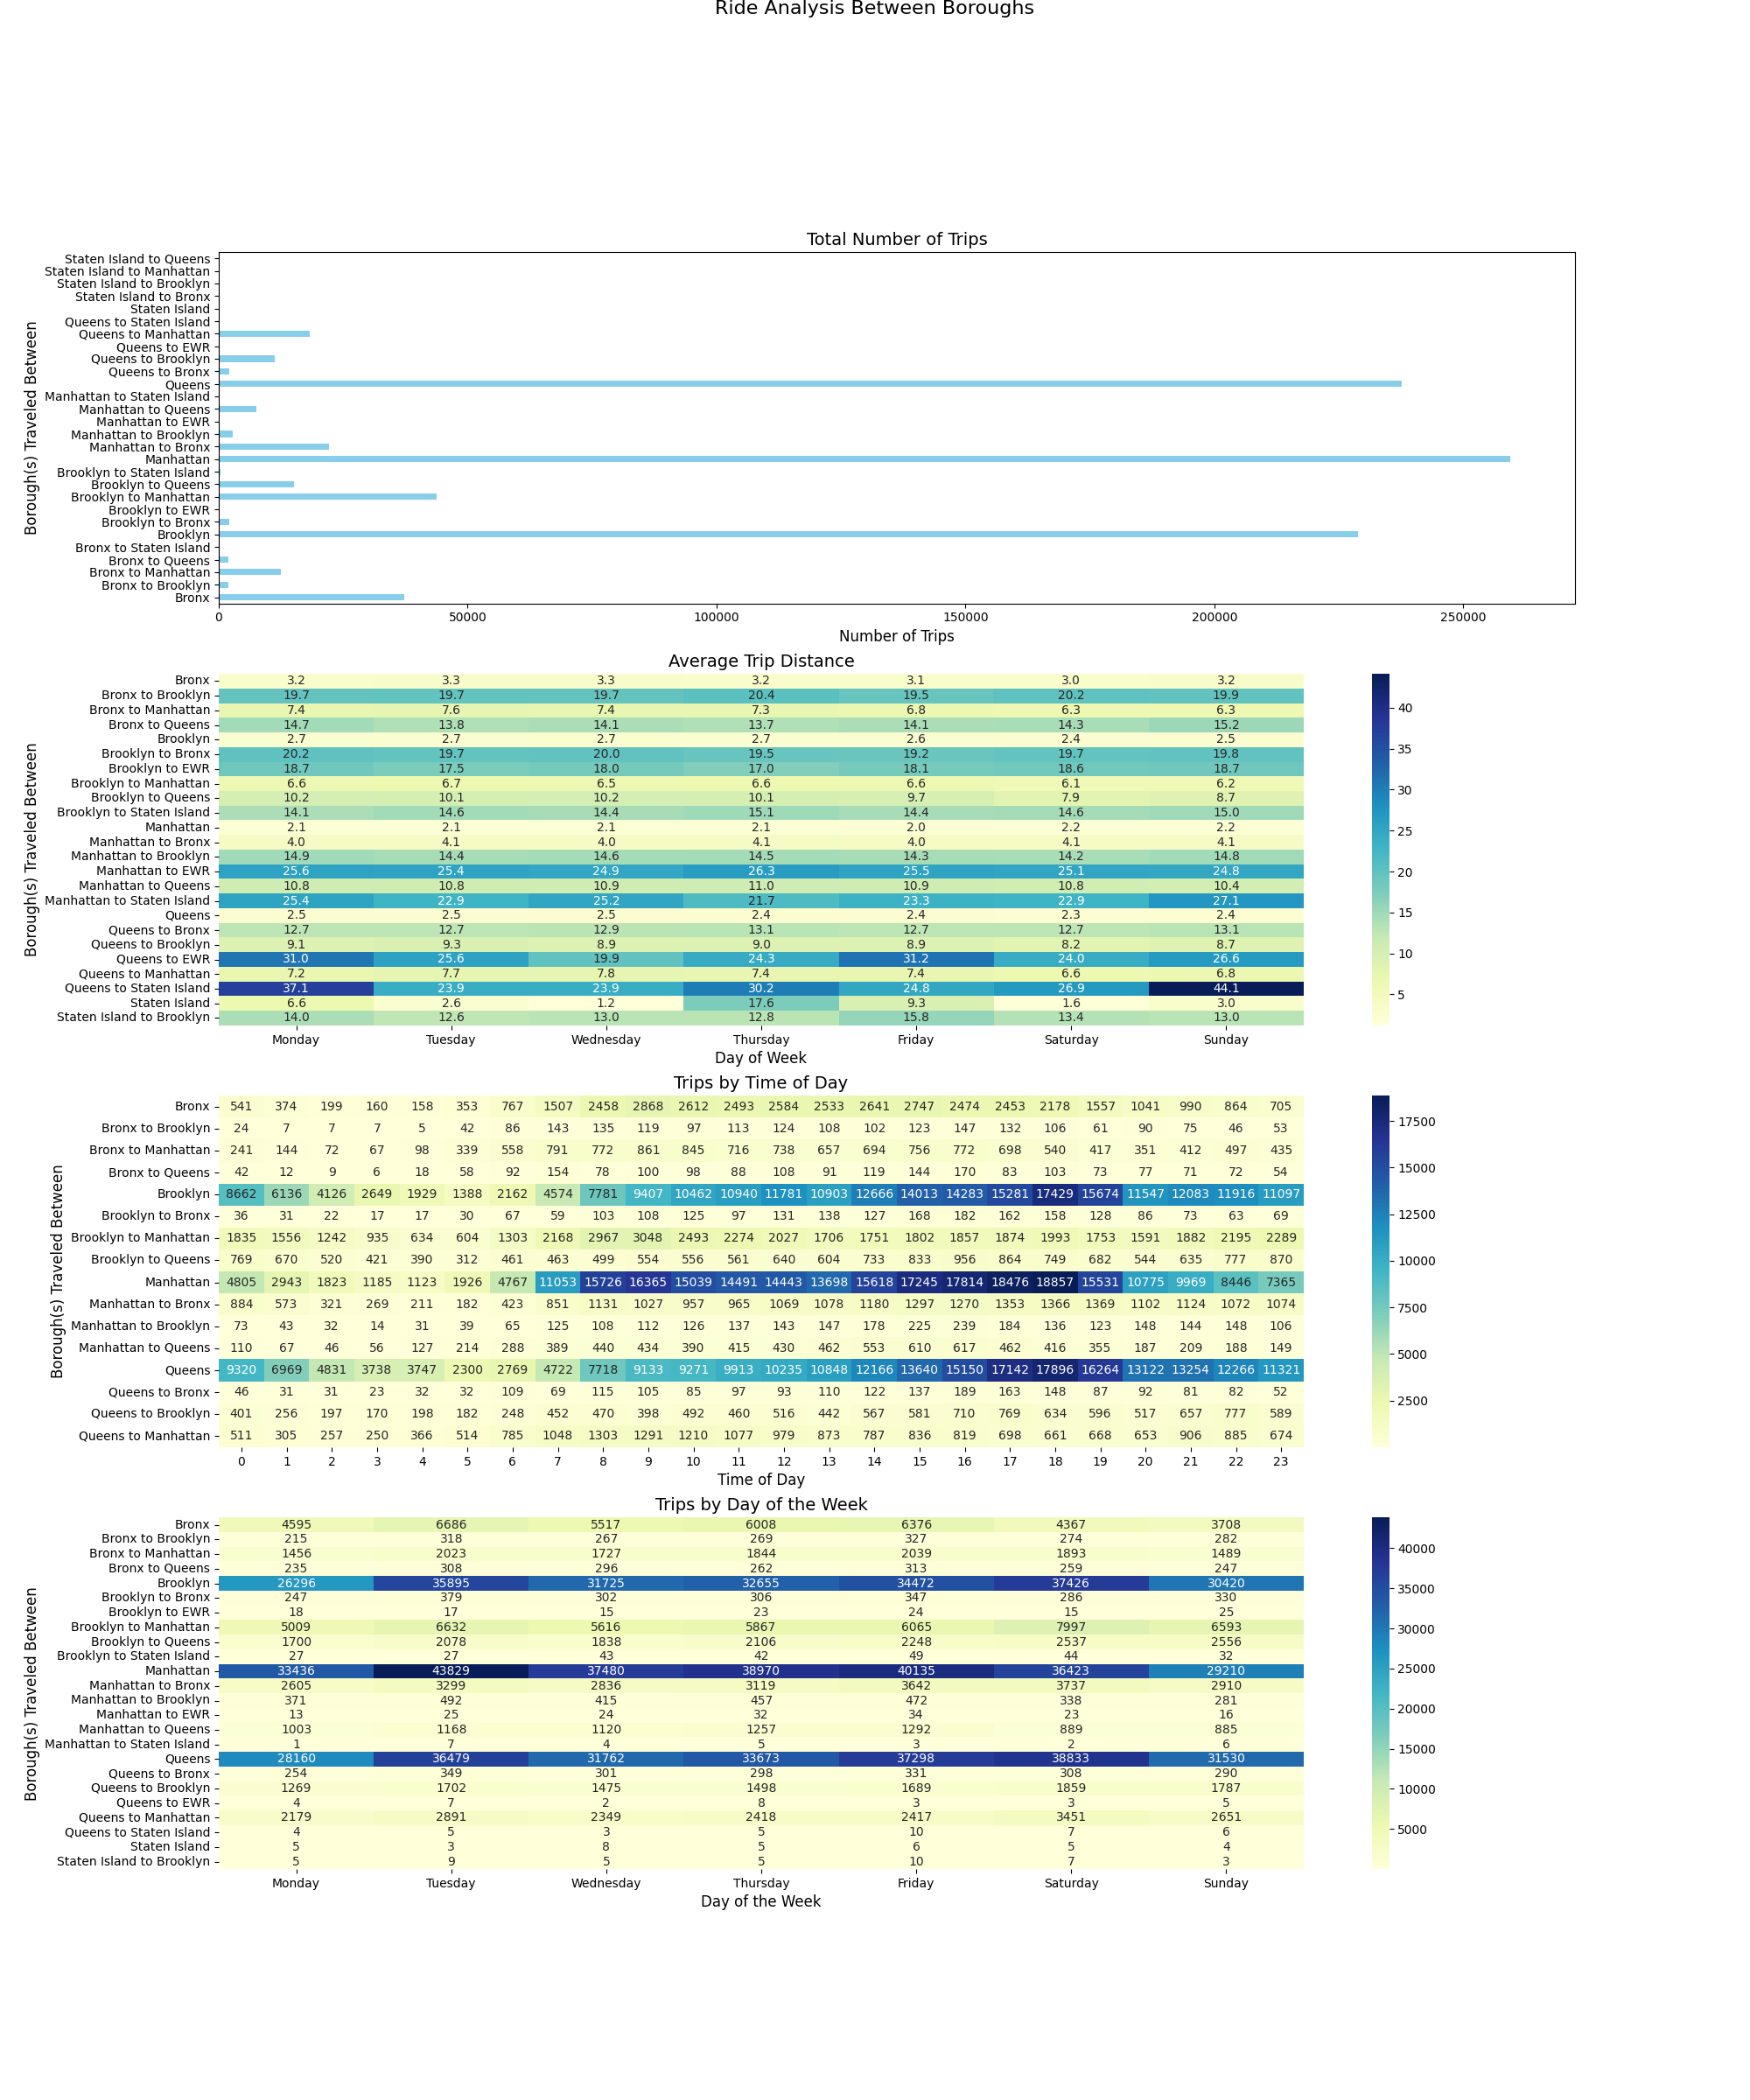 Ride Analysis Between Boroughs
Total Number of Trips
Borough(s) Traveled Between
Staten Island to Queens
Staten Island to Manhattan
Staten Island to Brooklyn
Staten Island to Bronx
Staten Island
Queens to Staten Island
Queens to Manhattan
Queens to EWR
Queens to Brooklyn
Queens to Bronx
Queens
Manhattan to Staten Island
Manhattan to Queens
Manhattan to EWR
Manhattan to Brooklyn
Manhattan to Bronx
Manhattan
Brooklyn to Staten Island
Brooklyn to Queens
Brooklyn to Manhattan
Brooklyn to EWR
Brooklyn to Bronx
Brooklyn
Bronx to Staten Island
Bronx to Queens
Bronx to Manhattan
Bronx to Brooklyn
Bronx
0 50000 100000 150000 200000 250000
Number of Trips
Average Trip Distance
Borough(s) Traveled Between
Bronx 3.2 3.3 3.3 3.2 3.1 3.0 3.2
Bronx to Brooklyn 19.7 19.7 19.7 20.4 19.5 20.2 19.9
Bronx to Manhattan 7.4 7.6 7.4 7.3 6.8 6.3 6.3
Bronx to Queens 14.7 13.8 14.1 13.7 14.1 14.3 15.2
Brooklyn 2.7 2.7 2.7 2.7 2.6 2.4 2.5
Brooklyn to Bronx 20.2 19.7 20.0 19.5 19.2 19.7 19.8
Brooklyn to EWR 18.7 17.5 18.0 17.0 18.1 18.6 18.7
Brooklyn to Manhattan 6.6 6.7 6.5 6.6 6.6 6.1 6.2
Brooklyn to Queens 10.2 10.1 10.2 10.1 9.7 7.9 8.7
Brooklyn to Staten Island 14.1 14.6 14.4 15.1 14.4 14.6 15.0
Manhattan 2.1 2.1 2.1 2.1 2.0 2.2 2.2
Manhattan to Bronx 4.0 4.1 4.0 4.1 4.0 4.1 4.1
Manhattan to Brooklyn 14.9 14.4 14.6 14.5 14.3 14.2 14.8
Manhattan to EWR 25.6 25.4 24.9 26.3 25.5 25.1 24.8
Manhattan to Queens 10.8 10.8 10.9 11.0 10.9 10.8 10.4
Manhattan to Staten Island 25.4 22.9 25.2 21.7 23.3 22.9 27.1
Queens 2.5 2.5 2.5 2.4 2.4 2.3 2.4
Queens to Bronx 12.7 12.7 12.9 13.1 12.7 12.7 13.1
Queens to Brooklyn 9.1 9.3 8.9 9.0 8.9 8.2 8.7
Queens to EWR 31.0 25.6 19.9 24.3 31.2 24.0 26.6
Queens to Manhattan 7.2 7.7 7.8 7.4 7.4 6.6 6.8
Queens to Staten Island 37.1 23.9 23.9 30.2 24.8 26.9 44.1
Staten Island 6.6 2.6 1.2 17.6 9.3 1.6 3.0
Staten Island to Brooklyn 14.0 12.6 13.0 12.8 15.8 13.4 13.0
Monday Tuesday Wednesday Thursday Friday Saturday Sunday
Day of Week
40
35
30
25
20
15
10
5
Trips by Time of Day
Borough(s) Traveled Between
Bronx 541 374 199 160 158 353 767 1507 2458 2868 2612 2493 2584 2533 2641 2747 2474 2453 2178 1557 1041 990 864 705
Bronx to Brooklyn 24 7 7 7 5 42 86 143 135 119 97 113 124 108 102 123 147 132 106 61 90 75 46 53
Bronx to Manhattan 241 144 72 67 98 339 558 791 772 861 845 716 738 657 694 756 772 698 540 417 351 412 497 435
Bronx to Queens 42 12 9 6 18 58 92 154 78 100 98 88 108 91 119 144 170 83 103 73 77 71 72 54
Brooklyn 8662 6136 4126 2649 1929 1388 2162 4574 7781 9407 10462 10940 11781 10903 12666 14013 14283 15281 17429 15674 11547 12083 11916 11097
Brooklyn to Bronx 36 31 22 17 17 30 67 59 103 108 125 97 131 138 127 168 182 162 158 128 86 73 63 69
Brooklyn to Manhattan 1835 1556 1242 935 634 604 1303 2168 2967 3048 2493 2274 2027 1706 1751 1802 1857 1874 1993 1753 1591 1882 2195 2289
Brooklyn to Queens 769 670 520 421 390 312 461 463 499 554 556 561 640 604 733 833 956 864 749 682 544 635 777 870
Manhattan 4805 2943 1823 1185 1123 1926 4767 11053 15726 16365 15039 14491 14443 13698 15618 17245 17814 18476 18857 15531 10775 9969 8446 7365
Manhattan to Bronx 884 573 321 269 211 182 423 851 1131 1027 957 965 1069 1078 1180 1297 1270 1353 1366 1369 1102 1124 1072 1074
Manhattan to Brooklyn 73 43 32 14 31 39 65 125 108 112 126 137 143 147 178 225 239 184 136 123 148 144 148 106
Manhattan to Queens 110 67 46 56 127 214 288 389 440 434 390 415 430 462 553 610 617 462 416 355 187 209 188 149
Queens 9320 6969 4831 3738 3747 2300 2769 4722 7718 9133 9271 9913 10235 10848 12166 13640 15150 17142 17896 16264 13122 13254 12266 11321
Queens to Bronx 46 31 31 23 32 32 109 69 115 105 85 97 93 110 122 137 189 163 148 87 92 81 82 52
Queens to Brooklyn 401 256 197 170 198 182 248 452 470 398 492 460 516 442 567 581 710 769 634 596 517 657 777 589
Queens to Manhattan 511 305 257 250 366 514 785 1048 1303 1291 1210 1077 979 873 787 836 819 698 661 668 653 906 885 674
0 1 2 3 4 5 6 7 8 9 10 11 12 13 14 15 16 17 18 19 20 21 22 23
Time of Day
17500
15000
12500
10000
7500
5000
2500
Trips by Day of the Week
Borough(s) Traveled Between
Bronx 4595 6686 5517 6008 6376 4367 3708
Bronx to Brooklyn 215 318 267 269 327 274 282
Bronx to Manhattan 1456 2023 1727 1844 2039 1893 1489
Bronx to Queens 235 308 296 262 313 259 247
Brooklyn 26296 35895 31725 32655 34472 37426 30420
Brooklyn to Bronx 247 379 302 306 347 286 330
Brooklyn to EWR 18 17 15 23 24 15 25
Brooklyn to Manhattan 5009 6632 5616 5867 6065 7997 6593
Brooklyn to Queens 1700 2078 1838 2106 2248 2537 2556
Brooklyn to Staten Island 27 27 43 42 49 44 32
Manhattan 33436 43829 37480 38970 40135 36423 29210
Manhattan to Bronx 2605 3299 2836 3119 3642 3737 2910
Manhattan to Brooklyn 371 492 415 457 472 338 281
Manhattan to EWR 13 25 24 32 34 23 16
Manhattan to Queens 1003 1168 1120 1257 1292 889 885
Manhattan to Staten Island 1 7 4 5 3 2 6
Queens 28160 36479 31762 33673 37298 38833 31530
Queens to Bronx 254 349 301 298 331 308 290
Queens to Brooklyn 1269 1702 1475 1498 1689 1859 1787
Queens to EWR 4 7 2 8 3 3 5
Queens to Manhattan 2179 2891 2349 2418 2417 3451 2651
Queens to Staten Island 4 5 3 5 10 7 6
Staten Island 5 3 8 5 6 5 4
Staten Island to Brooklyn 5 9 5 5 10 7 3
Monday Tuesday Wednesday Thursday Friday Saturday Sunday
Day of the Week
40000
35000
30000
25000
20000
15000
10000
5000